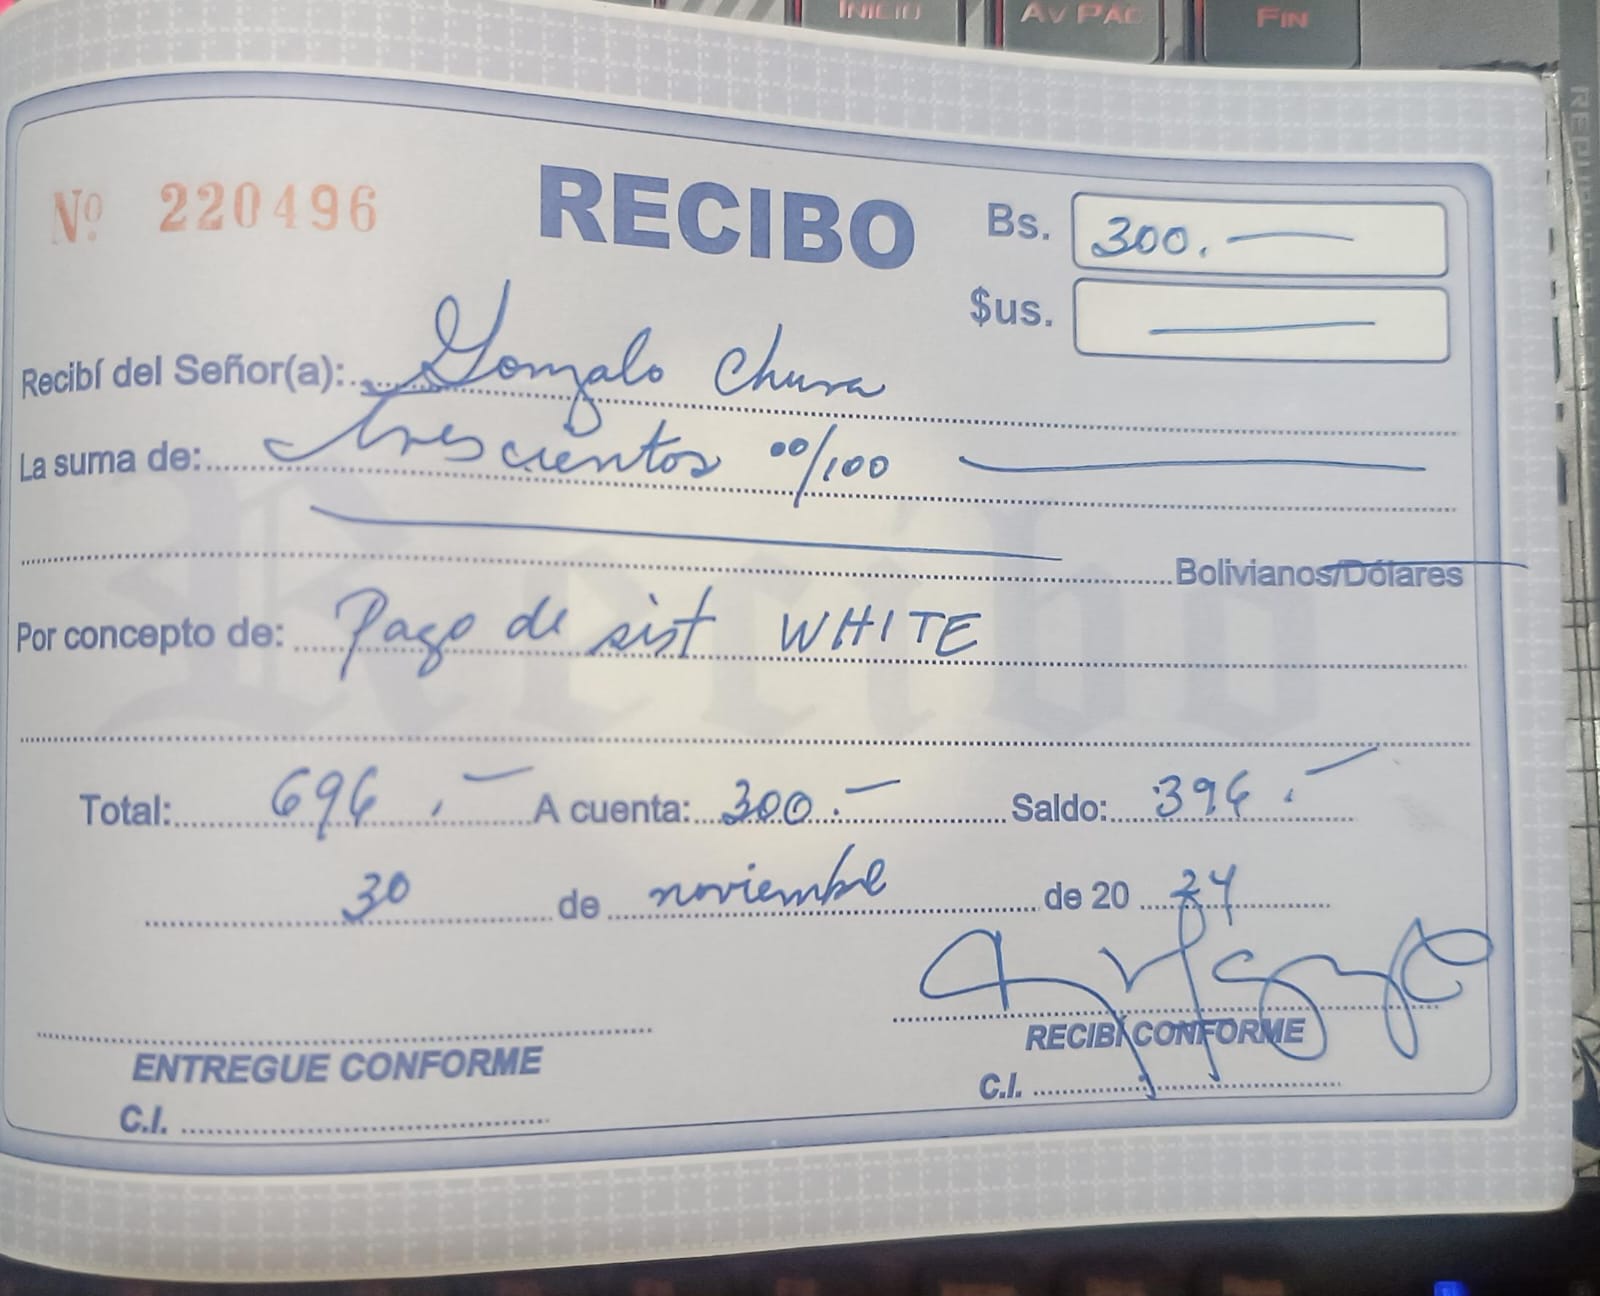 INICIO AV PÁG FIN
Nº 220496
RECIBO
Bs. 300.—
$us. —
Recibí del Señor(a): Gonzalo Chura
La suma de: trescientos 00/100
Bolivianos/Dólares
Por concepto de: Pago de sist WHITE
Total: 696.— A cuenta: 300.— Saldo: 396.—
30 de noviembre de 20 24
ENTREGUE CONFORME
C.I.
RECIBÍ CONFORME
C.I.